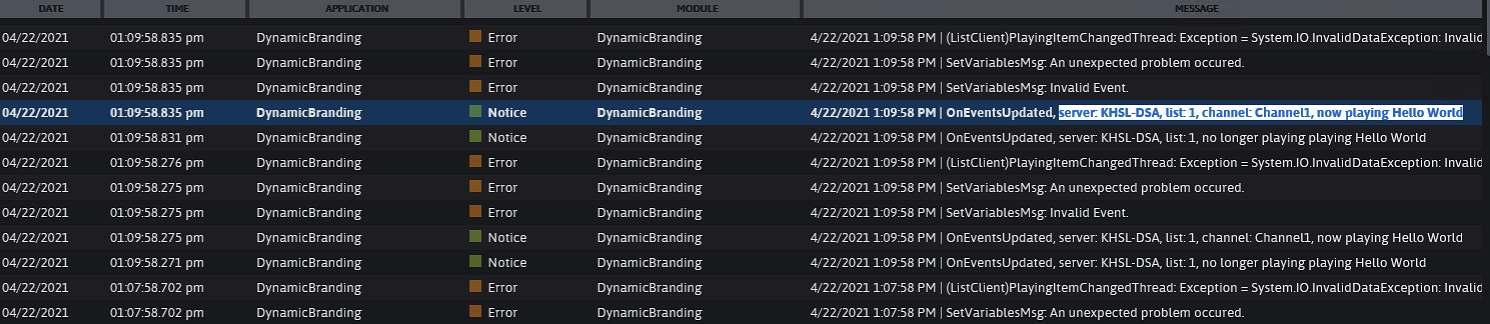 DATE TIME APPLICATION LEVEL MODULE MESSAGE
04/22/2021 01:09:58.835 pm DynamicBranding Error DynamicBranding 4/22/2021 1:09:58 PM | (ListClient)PlayingItemChangedThread: Exception = System.IO.InvalidDataException: Invalid
04/22/2021 01:09:58.835 pm DynamicBranding Error DynamicBranding 4/22/2021 1:09:58 PM | SetVariablesMsg: An unexpected problem occured.
04/22/2021 01:09:58.835 pm DynamicBranding Error DynamicBranding 4/22/2021 1:09:58 PM | SetVariablesMsg: Invalid Event.
04/22/2021 01:09:58.835 pm DynamicBranding Notice DynamicBranding 4/22/2021 1:09:58 PM | OnEventsUpdated, server: KHSL-DSA, list: 1, channel: Channel1, now playing Hello World
04/22/2021 01:09:58.831 pm DynamicBranding Notice DynamicBranding 4/22/2021 1:09:58 PM | OnEventsUpdated, server: KHSL-DSA, list: 1, no longer playing playing Hello World
04/22/2021 01:09:58.276 pm DynamicBranding Error DynamicBranding 4/22/2021 1:09:58 PM | (ListClient)PlayingItemChangedThread: Exception = System.IO.InvalidDataException: Invalid
04/22/2021 01:09:58.275 pm DynamicBranding Error DynamicBranding 4/22/2021 1:09:58 PM | SetVariablesMsg: An unexpected problem occured.
04/22/2021 01:09:58.275 pm DynamicBranding Error DynamicBranding 4/22/2021 1:09:58 PM | SetVariablesMsg: Invalid Event.
04/22/2021 01:09:58.275 pm DynamicBranding Notice DynamicBranding 4/22/2021 1:09:58 PM | OnEventsUpdated, server: KHSL-DSA, list: 1, channel: Channel1, now playing Hello World
04/22/2021 01:09:58.271 pm DynamicBranding Notice DynamicBranding 4/22/2021 1:09:58 PM | OnEventsUpdated, server: KHSL-DSA, list: 1, no longer playing playing Hello World
04/22/2021 01:07:58.702 pm DynamicBranding Error DynamicBranding 4/22/2021 1:07:58 PM | (ListClient)PlayingItemChangedThread: Exception = System.IO.InvalidDataException: Invalid
04/22/2021 01:07:58.702 pm DynamicBranding Error DynamicBranding 4/22/2021 1:07:58 PM | SetVariablesMsg: An unexpected problem occured.